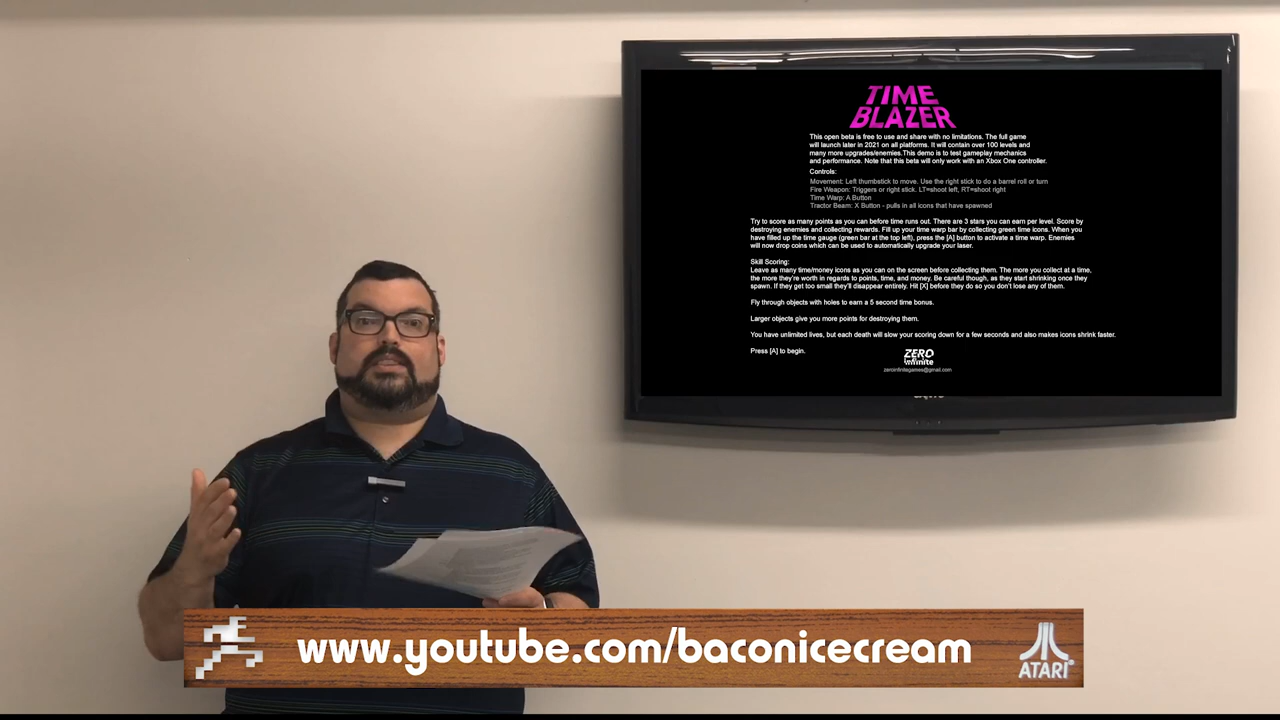 TIME
BLAZER
This open beta is free to use and share with no limitations. The full game
will launch later in 2021 on all platforms. It will contain over 100 levels and
many more upgrades/enemies.This demo is to test gameplay mechanics
and performance. Note that this beta will only work with an Xbox One controller.
Controls:
Movement: Left thumbstick to move. Use the right stick to do a barrel roll or turn
Fire Weapon: Triggers or right stick. LT=shoot left, RT=shoot right
Time Warp: A Button
Tractor Beam: X Button - pulls in all icons that have spawned
Try to score as many points as you can before time runs out. There are 3 stars you can earn per level. Score by
destroying enemies and collecting rewards. Fill up your time warp bar by collecting green time icons. When you
have filled up the time gauge (green bar at the top left), press the [A] button to activate a time warp. Enemies
will now drop coins which can be used to automatically upgrade your laser.
Skill Scoring:
Leave as many time/money icons as you can on the screen before collecting them. The more you collect at a time,
the more they're worth in regards to points, time, and money. Be careful though, as they start shrinking once they
spawn. If they get too small they'll disappear entirely. Hit [X] before they do so you don't lose any of them.
Fly through objects with holes to earn a 5 second time bonus.
Larger objects give you more points for destroying them.
You have unlimited lives, but each death will slow your scoring down for a few seconds and also makes icons shrink faster.
Press [A] to begin.
ZERO
infinite
zeroinfinitegames@gmail.com
www.youtube.com/baconicecream
ATARI®